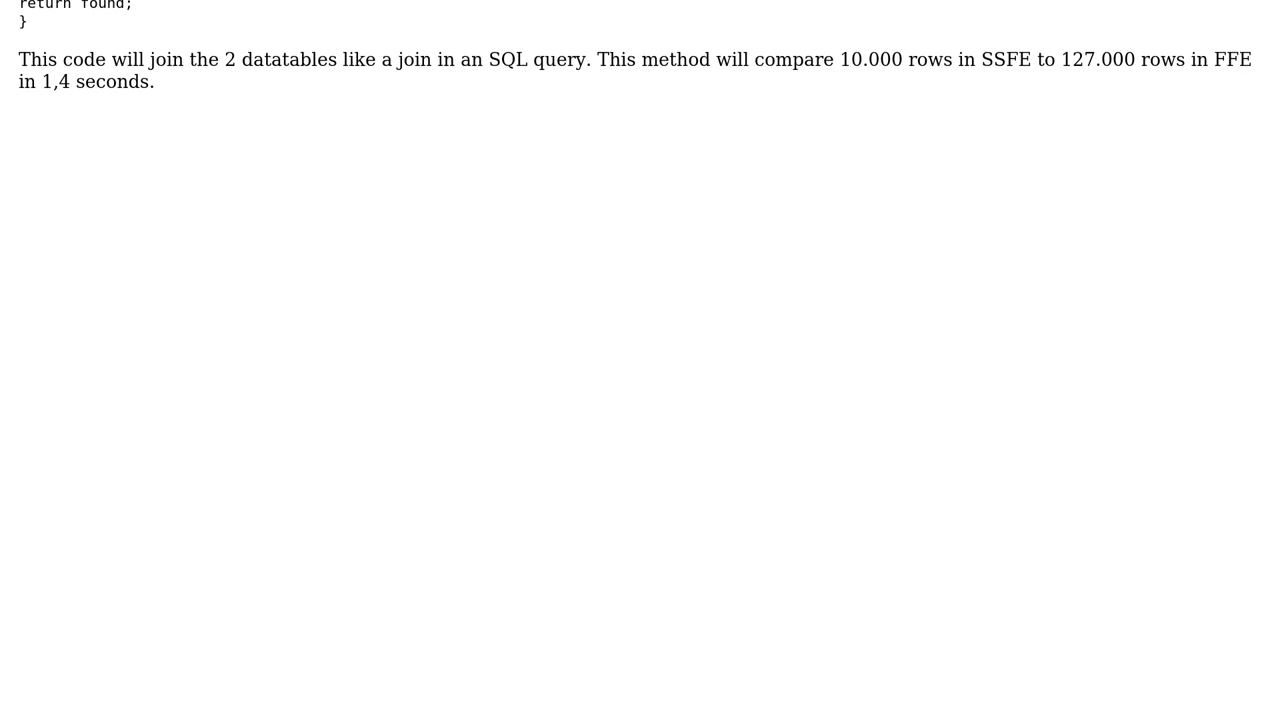 return found;
}
This code will join the 2 datatables like a join in an SQL query. This method will compare 10.000 rows in SSFE to 127.000 rows in FFE
in 1,4 seconds.